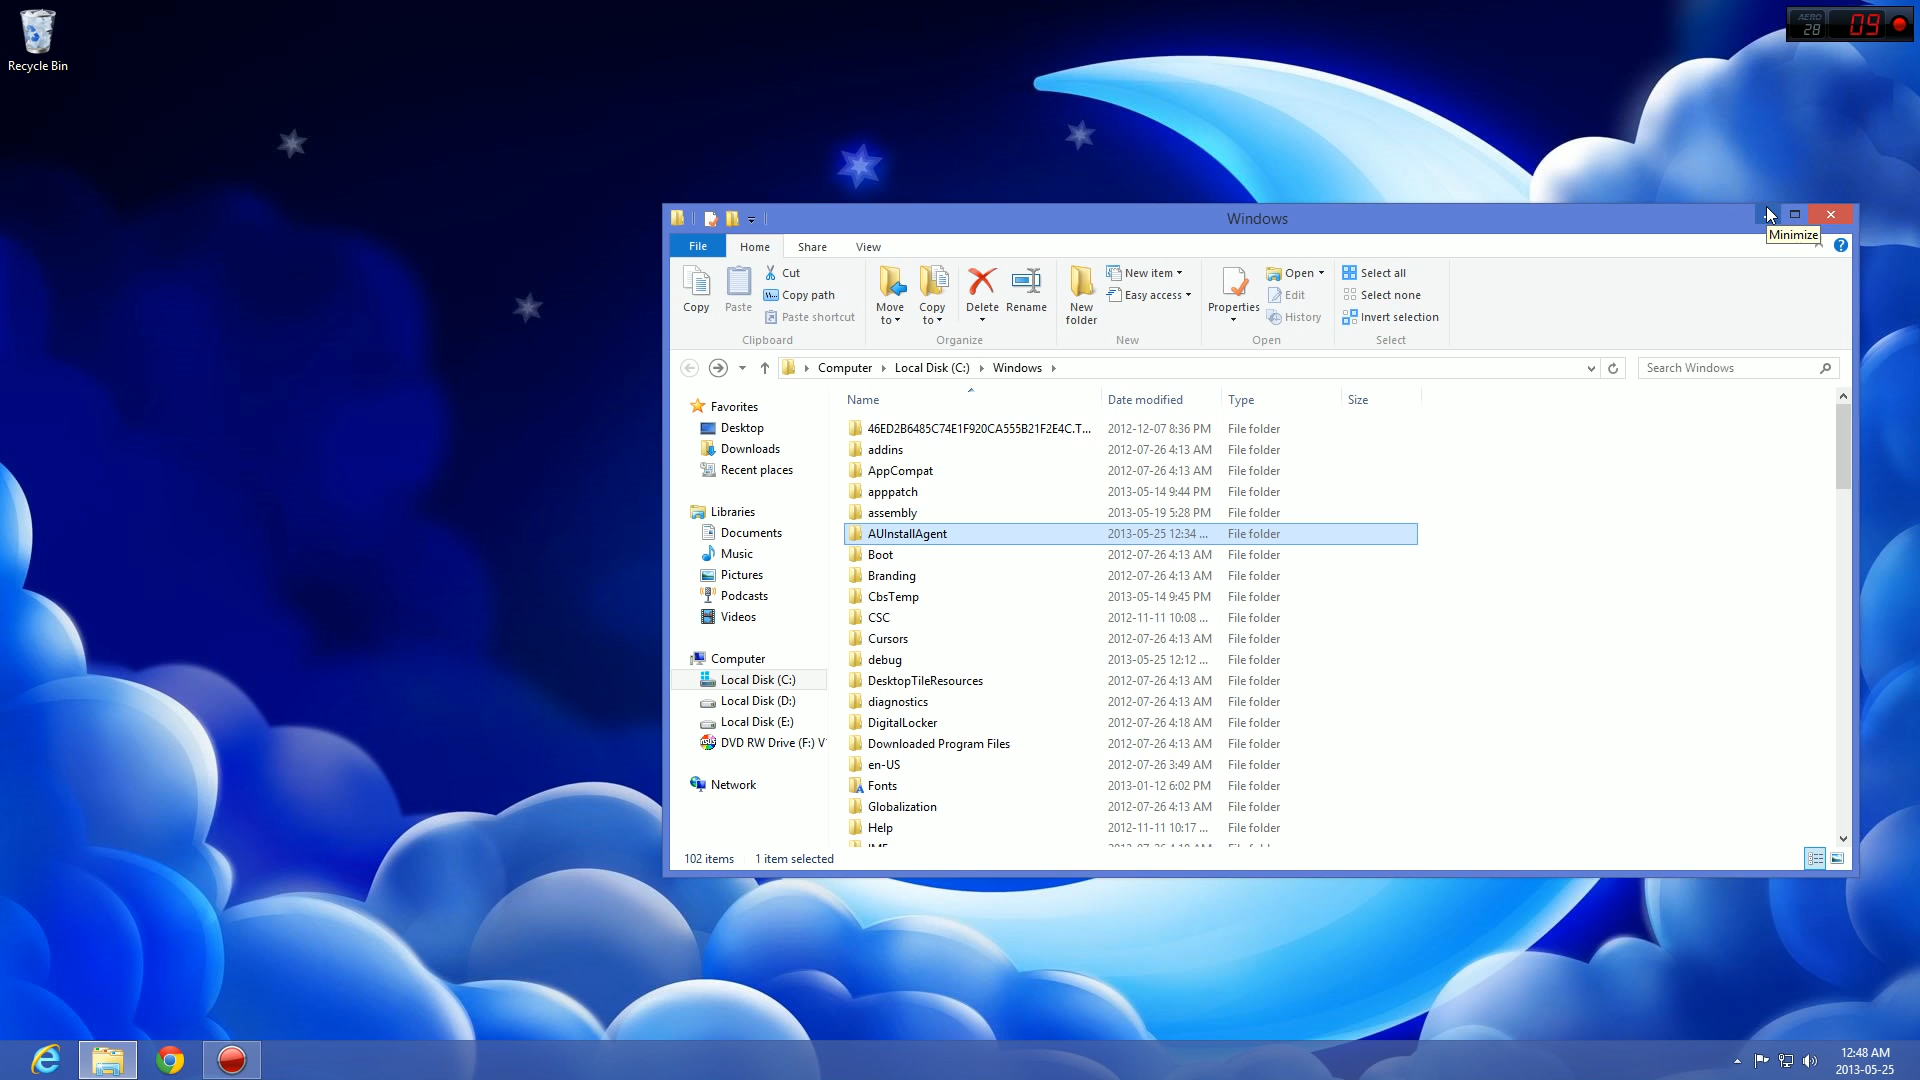 Recycle Bin
AERO
28
09
Windows
Minimize
File
Home
Share
View
Copy
Paste
Cut
Copy path
Paste shortcut
Clipboard
Move to
Copy to
Delete
Rename
Organize
New folder
New item
Easy access
New
Properties
Open
Edit
History
Open
Select all
Select none
Invert selection
Select
Computer
Local Disk (C:)
Windows
Search Windows
Favorites
Desktop
Downloads
Recent places
Libraries
Documents
Music
Pictures
Podcasts
Videos
Computer
Local Disk (C:)
Local Disk (D:)
Local Disk (E:)
DVD RW Drive (F:) V
Network
Name Date modified Type Size
46ED2B6485C74E1F920CA555B21F2E4C.T... 2012-12-07 8:36 PM File folder
addins 2012-07-26 4:13 AM File folder
AppCompat 2012-07-26 4:13 AM File folder
apppatch 2013-05-14 9:44 PM File folder
assembly 2013-05-19 5:28 PM File folder
AUInstallAgent 2013-05-25 12:34 ... File folder
Boot 2012-07-26 4:13 AM File folder
Branding 2012-07-26 4:13 AM File folder
CbsTemp 2013-05-14 9:45 PM File folder
CSC 2012-11-11 10:08 ... File folder
Cursors 2012-07-26 4:13 AM File folder
debug 2013-05-25 12:12 ... File folder
DesktopTileResources 2012-07-26 4:13 AM File folder
diagnostics 2012-07-26 4:13 AM File folder
DigitalLocker 2012-07-26 4:18 AM File folder
Downloaded Program Files 2012-07-26 4:13 AM File folder
en-US 2012-07-26 3:49 AM File folder
Fonts 2013-01-12 6:02 PM File folder
Globalization 2012-07-26 4:13 AM File folder
Help 2012-11-11 10:17 ... File folder
102 items 1 item selected
12:48 AM
2013-05-25